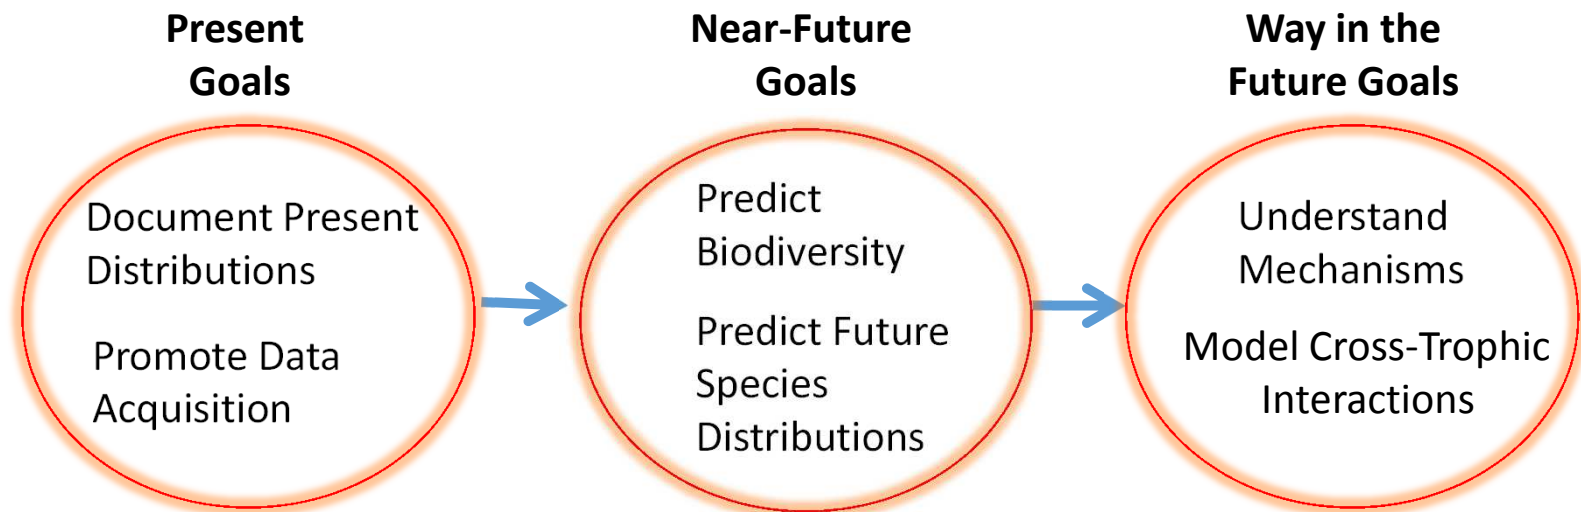 Present
Goals
Document Present
Distributions
Promote Data
Acquisition
Near-Future
Goals
Predict
Biodiversity
Predict Future
Species
Distributions
Way in the
Future Goals
Understand
Mechanisms
Model Cross-Trophic
Interactions